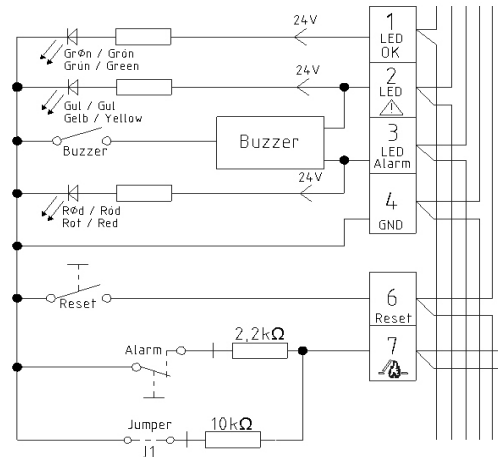 24V
1
LED
OK
GrØn / Grön
Grün / Green
24V
2
LED
Gul / Gul
Gelb / Yellow
Buzzer
Buzzer
3
LED
Alarm
24V
RØd / Röd
Rot / Red
4
GND
Reset
6
Reset
Alarm
2,2kΩ
7
Jumper
J1
10kΩ